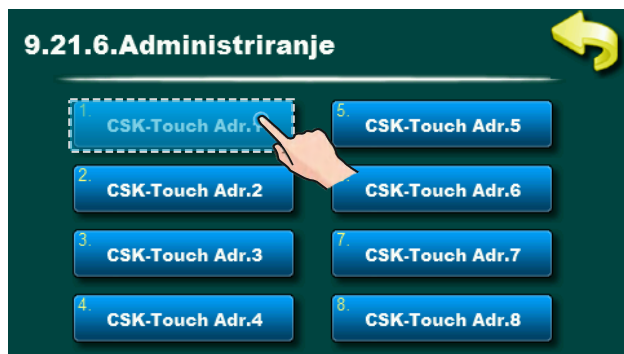 9.21.6.Administriranje
1.
CSK-Touch Adr.1
2.
CSK-Touch Adr.2
3.
CSK-Touch Adr.3
4.
CSK-Touch Adr.4
5.
CSK-Touch Adr.5
CSK-Touch Adr.6
7.
CSK-Touch Adr.7
8.
CSK-Touch Adr.8